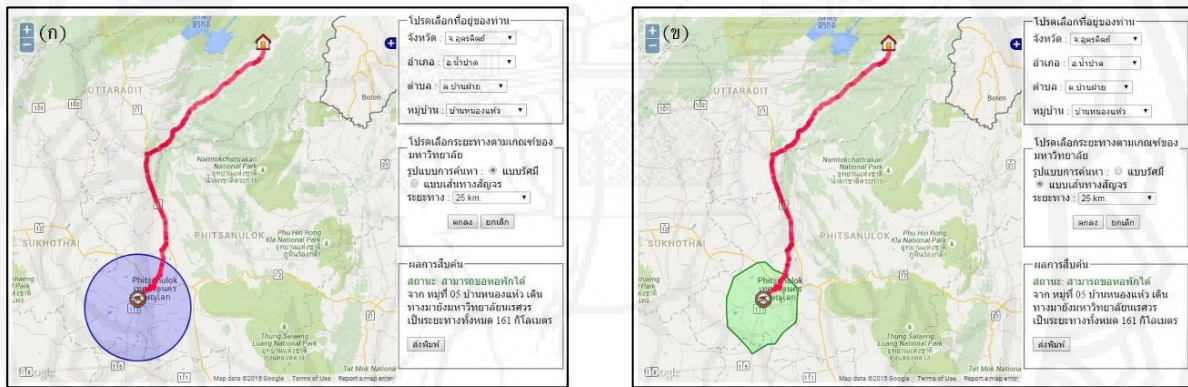 (ก)
UTTARADIT
101
102
Boten
Namtokchattrakan
National Park
PHITSANULOK
SUKHOTHAI
Phu Hin Rong
Kla National Park
12
Phitsanulok
117
Thung Salaeng
Luang National Park
115
111
Tat Mok National
Map data ©2015 Google Terms of Use Report a map error
โปรดเลือกที่อยู่ของท่าน
จังหวัด : จ.อุตรดิตถ์
อำเภอ : อ.น้ำปาด
ตำบล : ต.บ้านฝาย
หมู่บ้าน : บ้านหนองแห้ว
โปรดเลือกระยะทางตามเกณฑ์ของ
มหาวิทยาลัย
รูปแบบการค้นหา : แบบรัศมี
แบบเส้นทางสัญจร
ระยะทาง : 25 km.
ตกลง ยกเลิก
ผลการสืบค้น
สถานะ: สามารถขอหอพักได้
จาก หมู่ที่ 05 บ้านหนองแห้ว เดิน
ทางมายังมหาวิทยาลัยนเรศวร
เป็นระยะทางทั้งหมด 161 กิโลเมตร
ส่งพิมพ์
(ข)
UTTARADIT
101
102
Boten
Namtokchattrakan
National Park
PHITSANULOK
SUKHOTHAI
Phu Hin Rong
Kla National Park
12
Phitsanulok
117
Thung Salaeng
Luang National Park
115
111
Tat Mok National
Map data ©2015 Google Terms of Use Report a map error
โปรดเลือกที่อยู่ของท่าน
จังหวัด : จ.อุตรดิตถ์
อำเภอ : อ.น้ำปาด
ตำบล : ต.บ้านฝาย
หมู่บ้าน : บ้านหนองแห้ว
โปรดเลือกระยะทางตามเกณฑ์ของ
มหาวิทยาลัย
รูปแบบการค้นหา : แบบรัศมี
แบบเส้นทางสัญจร
ระยะทาง : 25 km.
ตกลง ยกเลิก
ผลการสืบค้น
สถานะ: สามารถขอหอพักได้
จาก หมู่ที่ 05 บ้านหนองแห้ว เดิน
ทางมายังมหาวิทยาลัยนเรศวร
เป็นระยะทางทั้งหมด 161 กิโลเมตร
ส่งพิมพ์